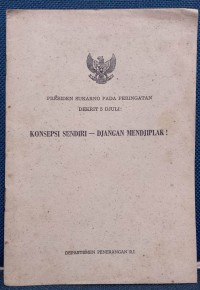 PRESIDEN SUKARNO PADA PERINGATAN
DEKRIT 5 DJULI:
KONSEPSI SENDIRI — DJANGAN MENDJIPLAK!
DEPARTEMEN PENERANGAN R.I.